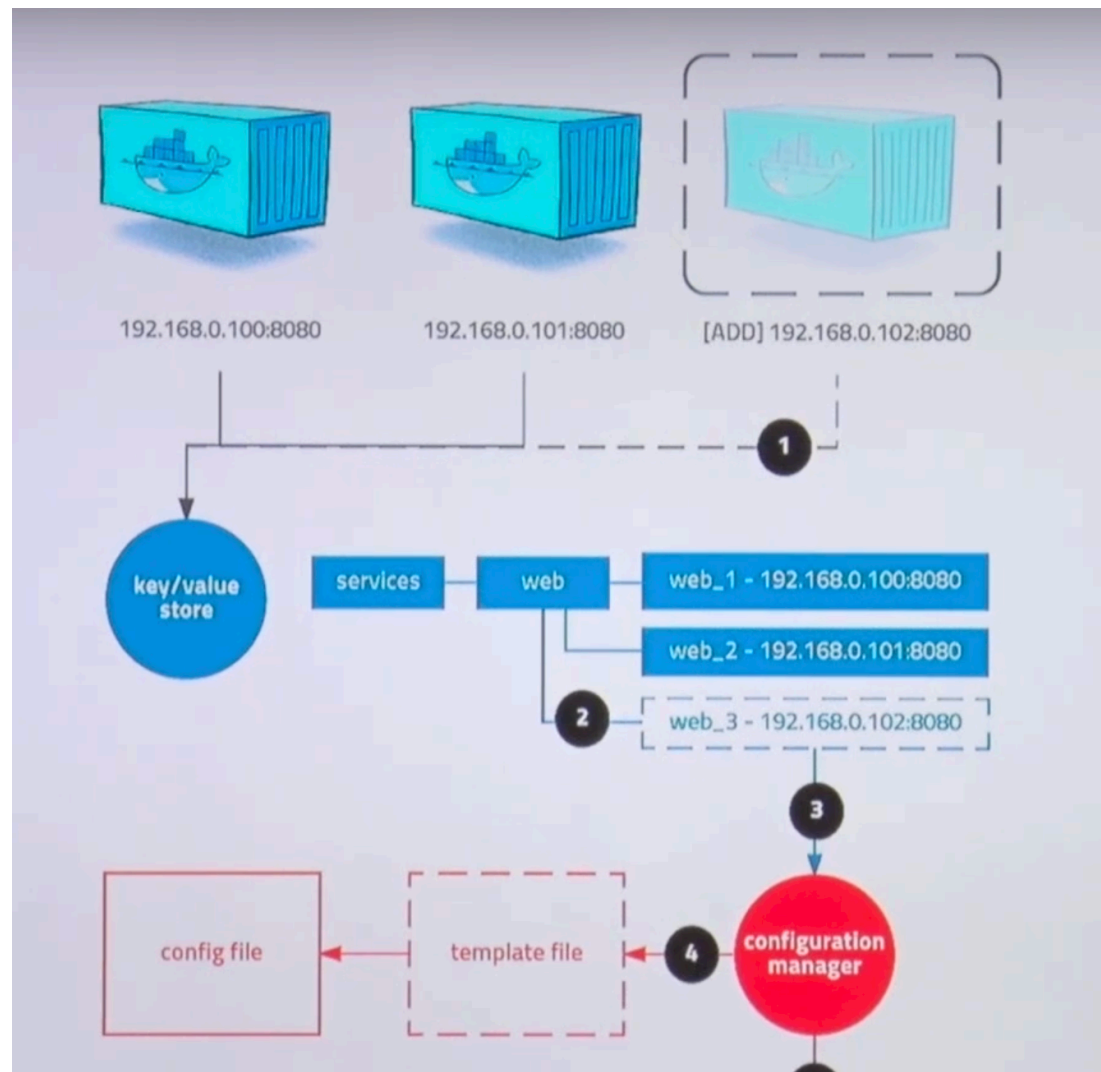 192.168.0.100:8080
192.168.0.101:8080
[ADD] 192.168.0.102:8080
1
key/value
store
services
web
web_1 - 192.168.0.100:8080
web_2 - 192.168.0.101:8080
2
web_3 - 192.168.0.102:8080
3
config file
template file
4
configuration
manager